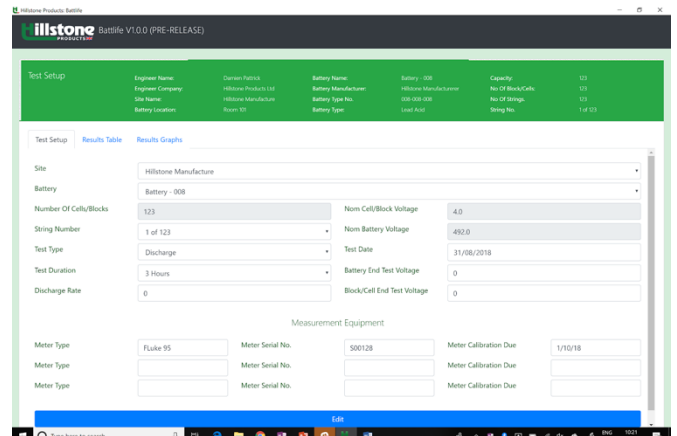 Hillstone Products: Battlife
Hillstone PRODUCTS Battlife V1.0.0 (PRE-RELEASE)
Test Setup
Engineer Name: Damien Patrick Battery Name: Battery - 008 Capacity: 123
Engineer Company: Hillstone Products Ltd Battery Manufacturer: Hillstone Manufacturerer No Of Block/Cells: 123
Site Name: Hillstone Manufacture Battery Type No. 008-008-008 No Of Strings. 123
Battery Location: Room 101 Battery Type: Lead Acid String No. 1 of 123
Test Setup Results Table Results Graphs
Site Hillstone Manufacture
Battery Battery - 008
Number Of Cells/Blocks 123 Nom Cell/Block Voltage 4.0
String Number 1 of 123 Nom Battery Voltage 492.0
Test Type Discharge Test Date 31/08/2018
Test Duration 3 Hours Battery End Test Voltage 0
Discharge Rate 0 Block/Cell End Test Voltage 0
Measurement Equipment
Meter Type FLuke 95 Meter Serial No. 500128 Meter Calibration Due 1/10/18
Meter Type Meter Serial No. Meter Calibration Due
Meter Type Meter Serial No. Meter Calibration Due
Edit
Type here to search ENG 10:21